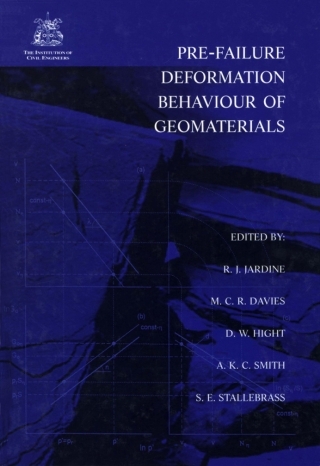 THE INSTITUTION OF
CIVIL ENGINEERS
PRE-FAILURE
DEFORMATION
BEHAVIOUR OF
GEOMATERIALS
EDITED BY:
R. J. JARDINE
M. C. R. DAVIES
D. W. HIGHT
A. K. C. SMITH
S. E. STALLEBRASS